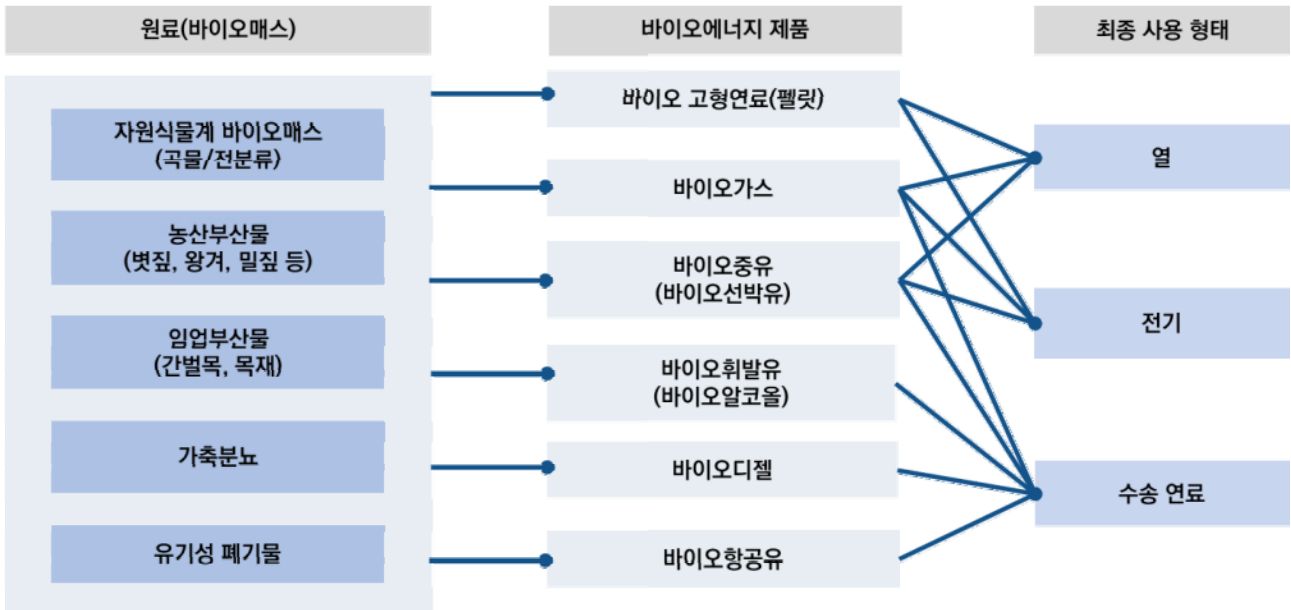 원료(바이오매스)
바이오에너지 제품
최종 사용 형태
자원식물계 바이오매스
(곡물/전분류)
농산부산물
(볏짚, 왕겨, 밀짚 등)
임업부산물
(간벌목, 목재)
가축분뇨
유기성 폐기물
바이오 고형연료(펠릿)
바이오가스
바이오중유
(바이오선박유)
바이오휘발유
(바이오알코올)
바이오디젤
바이오항공유
열
전기
수송 연료